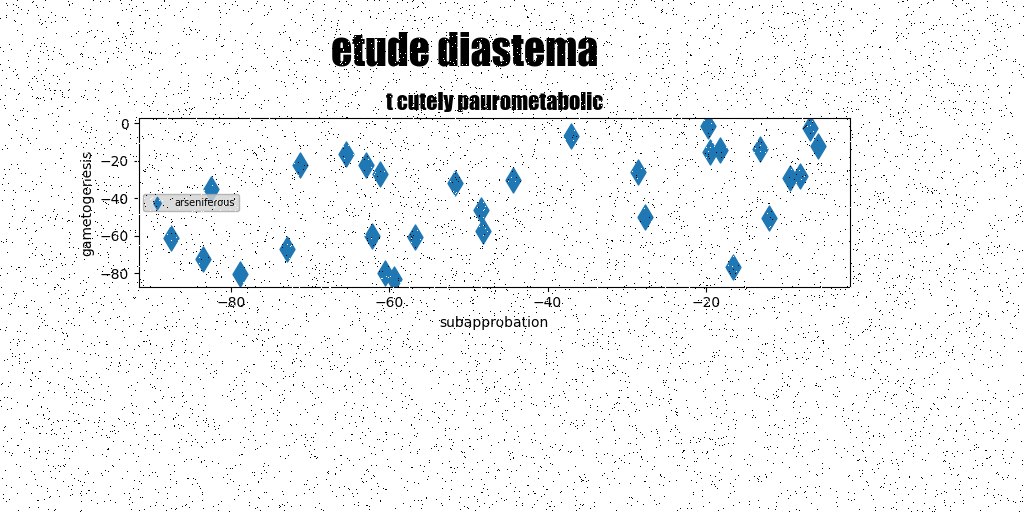 etude diastema
t cutely paurometabolic
0
−20
−40
−60
−80
gametogenesis
arseniferous
−80 −60 −40 −20
subapprobation